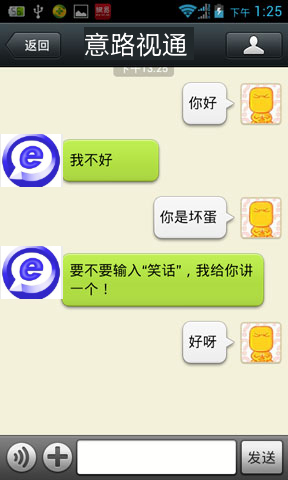 下午 1:25
返回
意路视通
下午13:25
你好
我不好
你是坏蛋
要不要输入“笑话”，我给你讲
一个！
好呀
发送